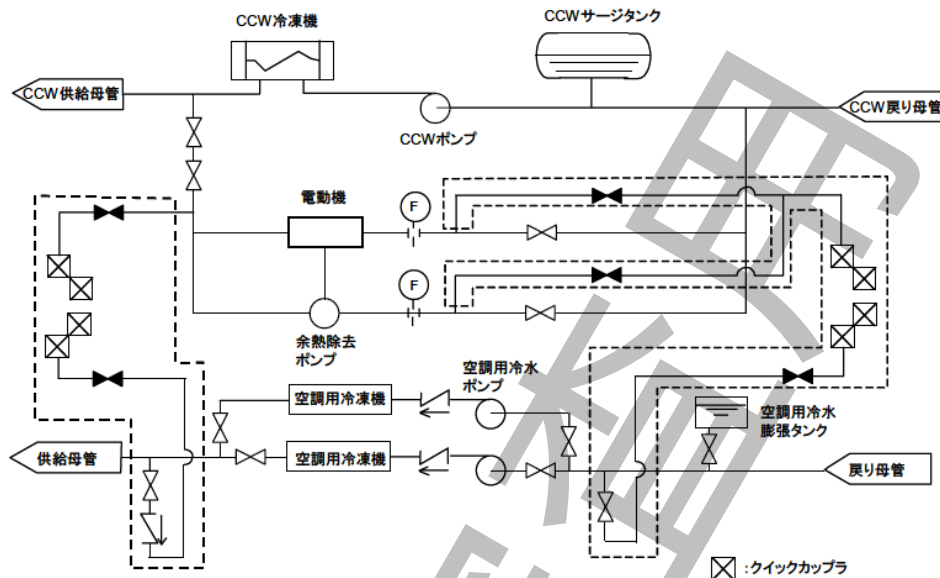 CCW冷凍機
CCWサージタンク
CCW供給母管
CCW戻り母管
CCWポンプ
電動機
F
F
余熱除去
ポンプ
空調用冷水
ポンプ
空調用冷凍機
空調用冷凍機
空調用冷水
膨張タンク
供給母管
戻り母管
:クイックカップラ